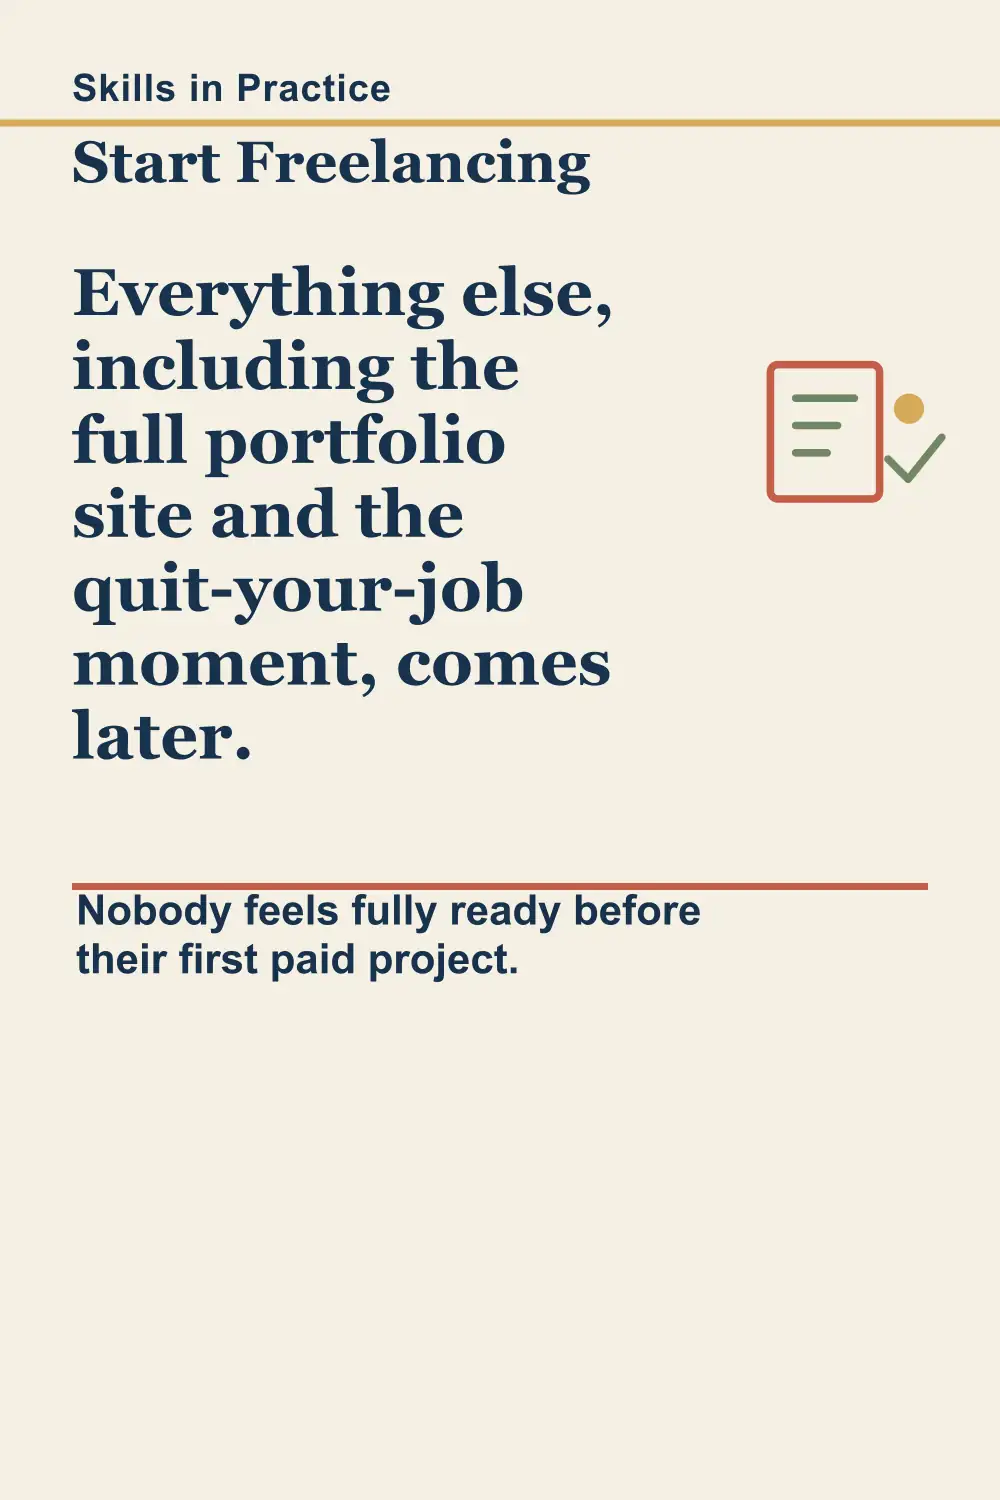 Skills in Practice
Start Freelancing
Everything else,
including the
full portfolio
site and the
quit-your-job
moment, comes
later.
Nobody feels fully ready before
their first paid project.